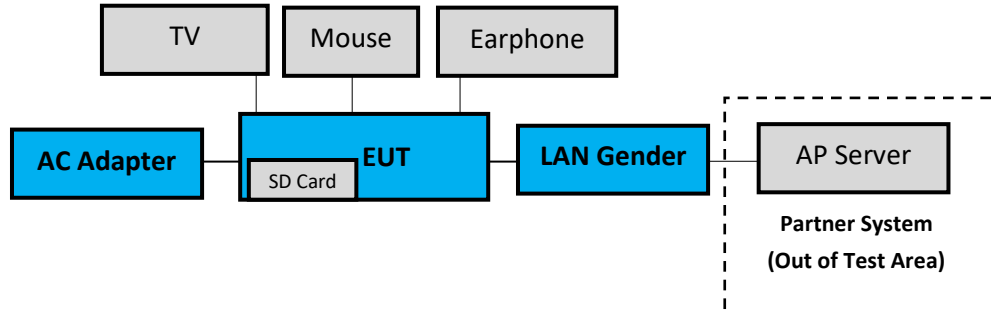 TV
Mouse
Earphone
AC Adapter
EUT
SD Card
LAN Gender
AP Server
Partner System
(Out of Test Area)